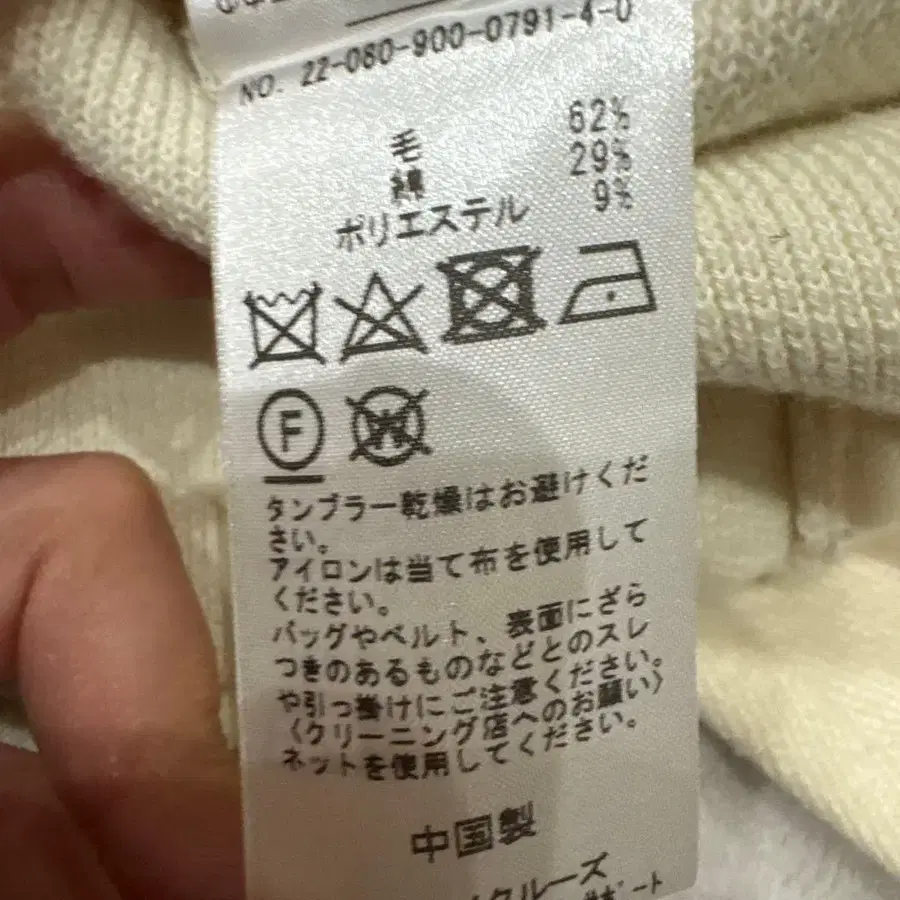 NO. 22-080-900-0791-4-0
毛 62%
綿 29%
ポリエステル 9%
F W
タンブラー乾燥はお避けくだ
さい。
アイロンは当て布を使用して
ください。
バッグやベルト、表面にざら
つきのあるものなどとのスレ
や引っ掛けにご注意ください。
〈クリーニング店へのお願い〉
ネットを使用してください。
中国製
クルーズ